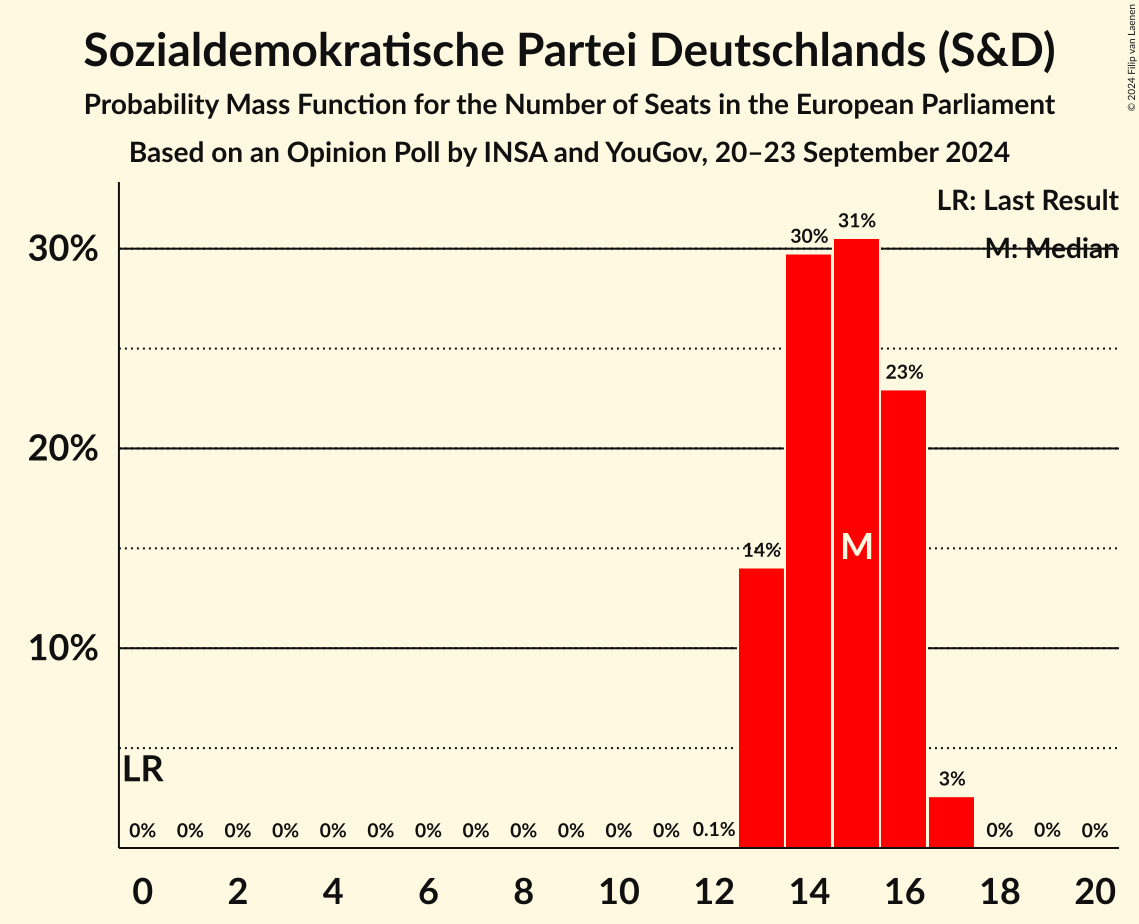 Sozialdemokratische Partei Deutschlands (S&D)
Probability Mass Function for the Number of Seats in the European Parliament
Based on an Opinion Poll by INSA and YouGov, 20–23 September 2024
© 2024 Filip van Laenen
LR: Last Result
M: Median
30%
20%
10%
31%
30%
23%
14%
M
3%
LR
0% 0% 0% 0% 0% 0% 0% 0% 0% 0% 0% 0% 0.1% 0% 0% 0%
0 2 4 6 8 10 12 14 16 18 20